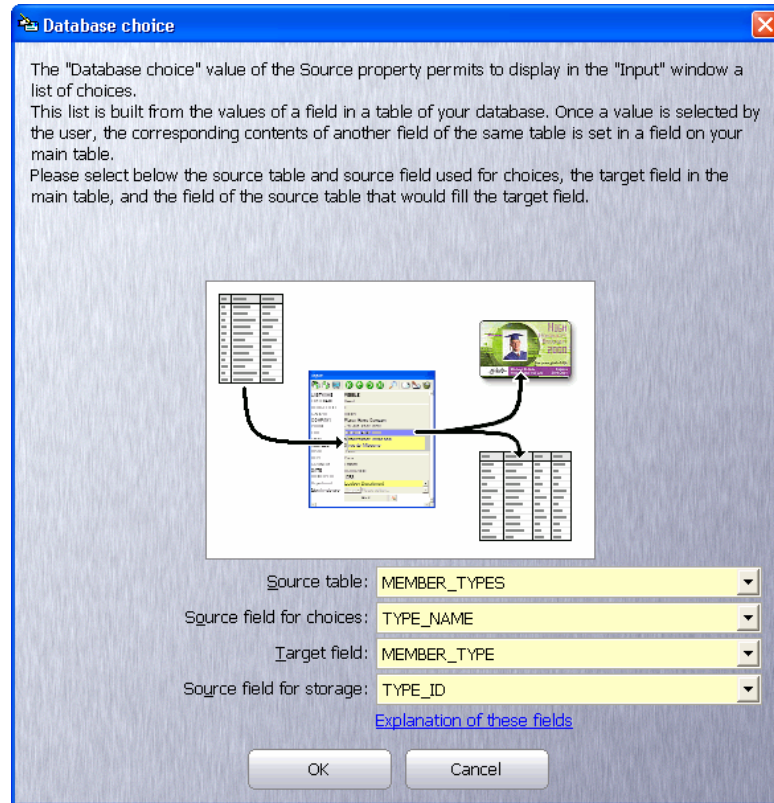 Database choice
The "Database choice" value of the Source property permits to display in the "Input" window a
list of choices.
This list is built from the values of a field in a table of your database. Once a value is selected by
the user, the corresponding contents of another field of the same table is set in a field on your
main table.
Please select below the source table and source field used for choices, the target field in the
main table, and the field of the source table that would fill the target field.
Source table: MEMBER_TYPES
Source field for choices: TYPE_NAME
Target field: MEMBER_TYPE
Source field for storage: TYPE_ID
Explanation of these fields
OK Cancel